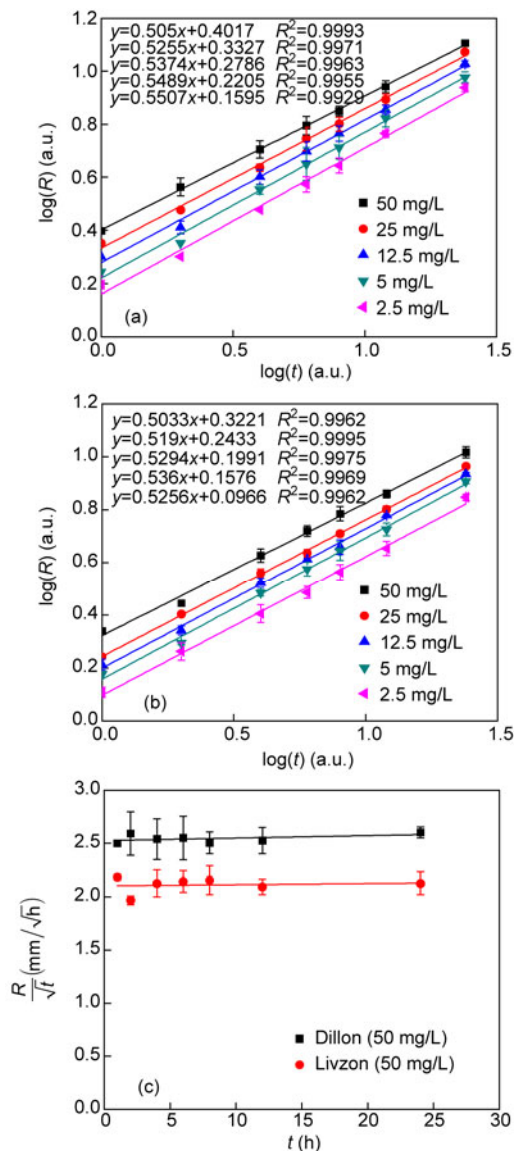 y=0.505x+0.4017 R²=0.9993
y=0.5255x+0.3327 R²=0.9971
y=0.5374x+0.2786 R²=0.9963
y=0.5489x+0.2205 R²=0.9955
y=0.5507x+0.1595 R²=0.9929
1.2
1.0
0.8
0.6
0.4
0.2
0.0
log(R) (a.u.)
50 mg/L
25 mg/L
12.5 mg/L
5 mg/L
2.5 mg/L
(a)
0.0 0.5 1.0 1.5
log(t) (a.u.)
y=0.5033x+0.3221 R²=0.9962
y=0.519x+0.2433 R²=0.9995
y=0.5294x+0.1991 R²=0.9975
y=0.536x+0.1576 R²=0.9969
y=0.5256x+0.0966 R²=0.9962
1.2
1.0
0.8
0.6
0.4
0.2
0.0
log(R) (a.u.)
50 mg/L
25 mg/L
12.5 mg/L
5 mg/L
2.5 mg/L
(b)
0.0 0.5 1.0 1.5
log(t) (a.u.)
3.0
2.5
2.0
1.5
1.0
0.5
0.0
R/√t (mm/√h)
Dillon (50 mg/L)
Livzon (50 mg/L)
(c)
0 5 10 15 20 25 30
t (h)